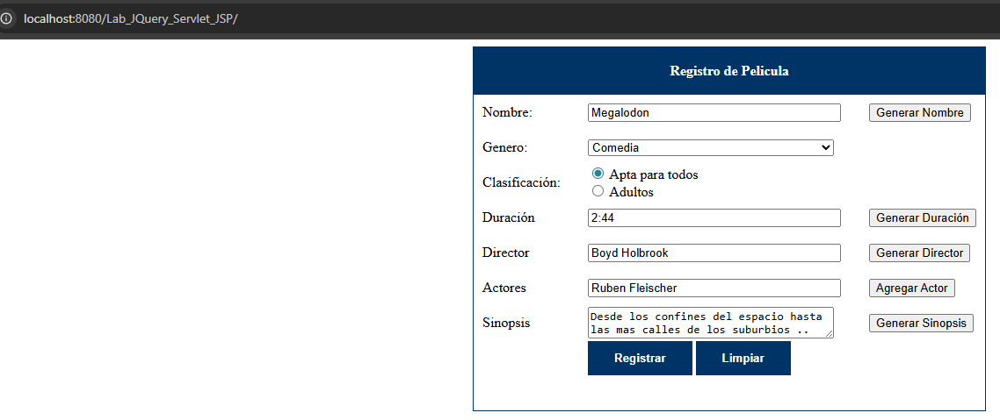 localhost:8080/Lab_JQuery_Servlet_JSP/
Registro de Pelicula
Nombre: Megalodon Generar Nombre
Genero: Comedia
Clasificación: Apta para todos
Adultos
Duración 2:44 Generar Duración
Director Boyd Holbrook Generar Director
Actores Ruben Fleischer Agregar Actor
Sinopsis Desde los confines del espacio hasta
las mas calles de los suburbios .. Generar Sinopsis
Registrar Limpiar